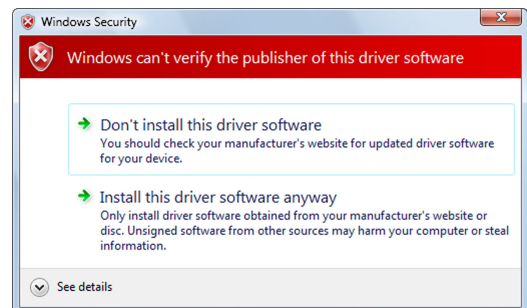 Windows Security
Windows can't verify the publisher of this driver software
Don't install this driver software
You should check your manufacturer's website for updated driver software
for your device.
Install this driver software anyway
Only install driver software obtained from your manufacturer's website or
disc. Unsigned software from other sources may harm your computer or steal
information.
See details